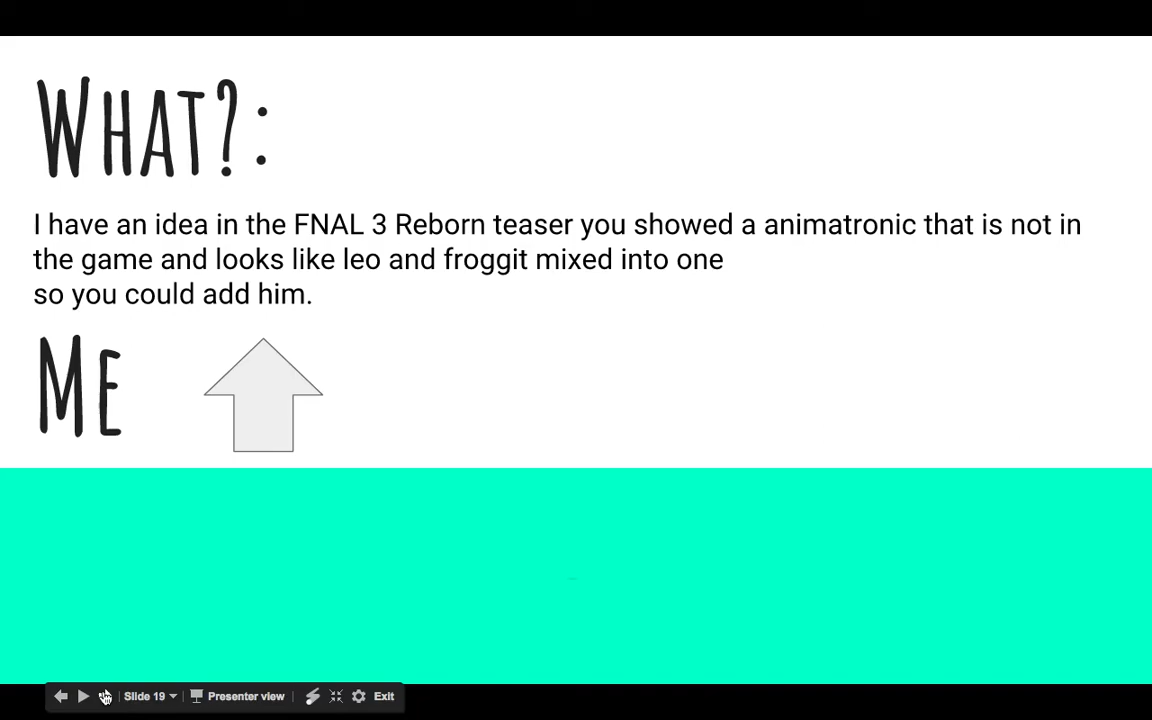 What?:
I have an idea in the FNAL 3 Reborn teaser you showed a animatronic that is not in
the game and looks like leo and froggit mixed into one
so you could add him.
Me
Slide 19 Presenter view Exit